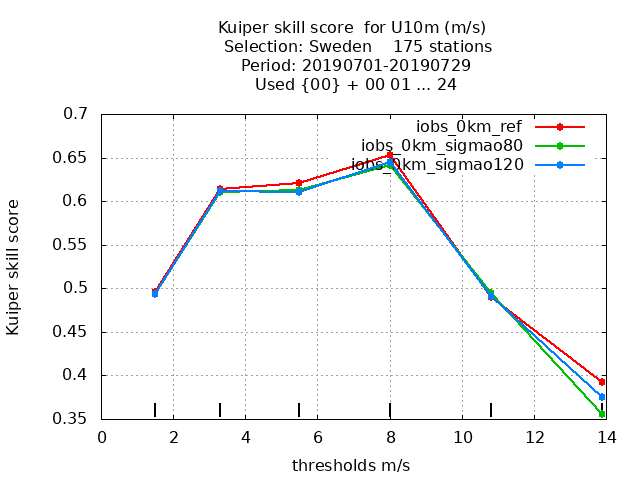 Kuiper skill score  for U10m (m/s)
Selection: Sweden    175 stations
Period: 20190701-20190729
Used {00} + 00 01 ... 24
iobs_0km_ref
iobs_0km_sigmao80
iobs_0km_sigmao120
Kuiper skill score
0.7
0.65
0.6
0.55
0.5
0.45
0.4
0.35
0 2 4 6 8 10 12 14
thresholds m/s